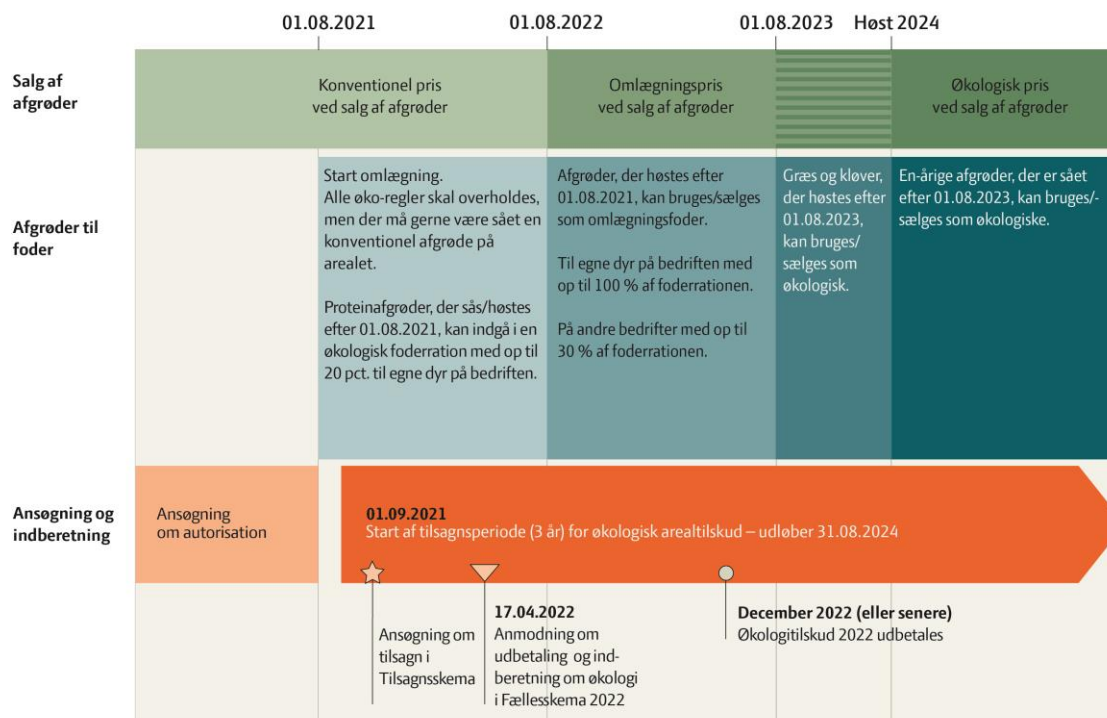 01.08.2021
01.08.2022
01.08.2023
Høst 2024
Salg af
afgrøder
Konventionel pris
ved salg af afgrøder
Omlægningspris
ved salg af afgrøder
Økologisk pris
ved salg af afgrøder
Afgrøder til
foder
Start omlægning.
Alle øko-regler skal overholdes,
men der må gerne være sået en
konventionel afgrøde på
arealet.
Proteinafgrøder, der sås/høstes
efter 01.08.2021, kan indgå i en
økologisk foderration med op til
20 pct. til egne dyr på bedriften.
Afgrøder, der høstes efter
01.08.2021, kan bruges/sælges
som omlægningsfoder.
Til egne dyr på bedriften med
op til 100 % af foderrationen.
På andre bedrifter med op til
30 % af foderrationen.
Græs og kløver,
der høstes efter
01.08.2023,
kan bruges/
sælges som
økologisk.
En-årige afgrøder, der er sået
efter 01.08.2023, kan bruges/-
sælges som økologiske.
Ansøgning og
indberetning
Ansøgning
om autorisation
01.09.2021
Start af tilsagnsperiode (3 år) for økologisk arealtilskud – udløber 31.08.2024
Ansøgning om
tilsagn i
Tilsagnsskema
17.04.2022
Anmodning om
udbetaling og ind-
beretning om økologi
i Fællesskema 2022
December 2022 (eller senere)
Økologitilskud 2022 udbetales